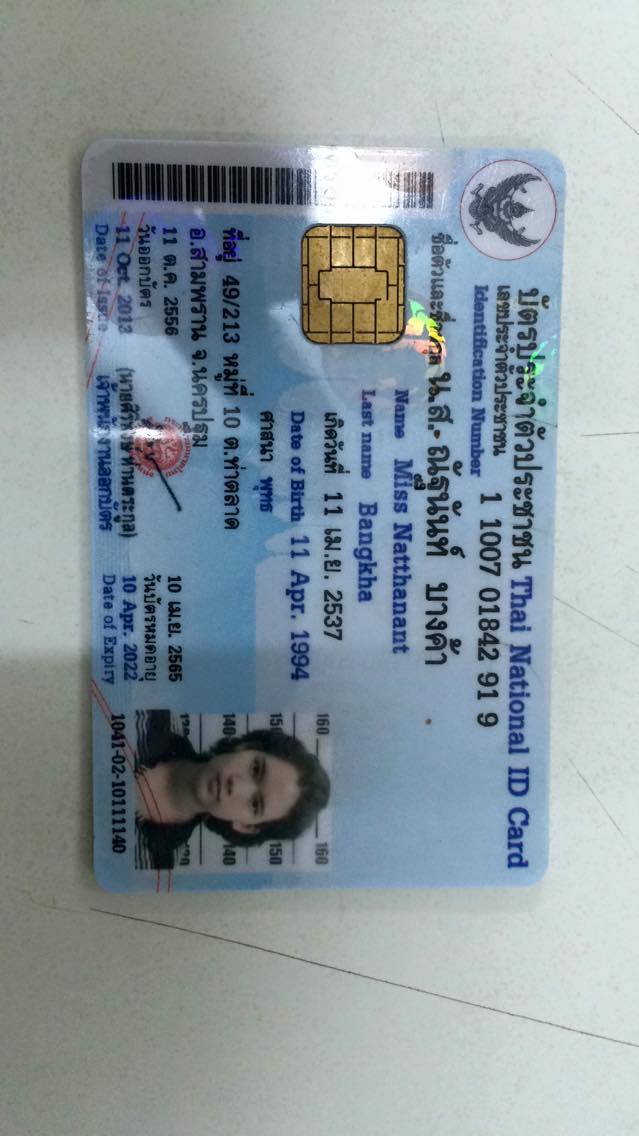 บัตรประจำตัวประชาชน Thai National ID Card
เลขประจำตัวประชาชน
Identification Number 1 1007 01842 91 9
ชื่อตัวและชื่อสกุล น.ส. ณัฐนันท์ บางค้า
Name Miss Natthanant
Last name Bangkha
เกิดวันที่ 11 เม.ย. 2537
Date of Birth 11 Apr. 1994
ศาสนา พุทธ
ที่อยู่ 49/213 หมู่ที่ 10 ต.ท่าตลาด
อ.สามพราน จ.นครปฐม
11 ต.ค. 2556
วันออกบัตร
11 Oct. 2013
Date of Issue
ท่านตระกูล)
เจ้าพนักงานออกบัตร
10 เม.ย. 2565
วันบัตรหมดอายุ
10 Apr. 2022
Date of Expiry
160 160
150 150
140 140
1041-02-10111140